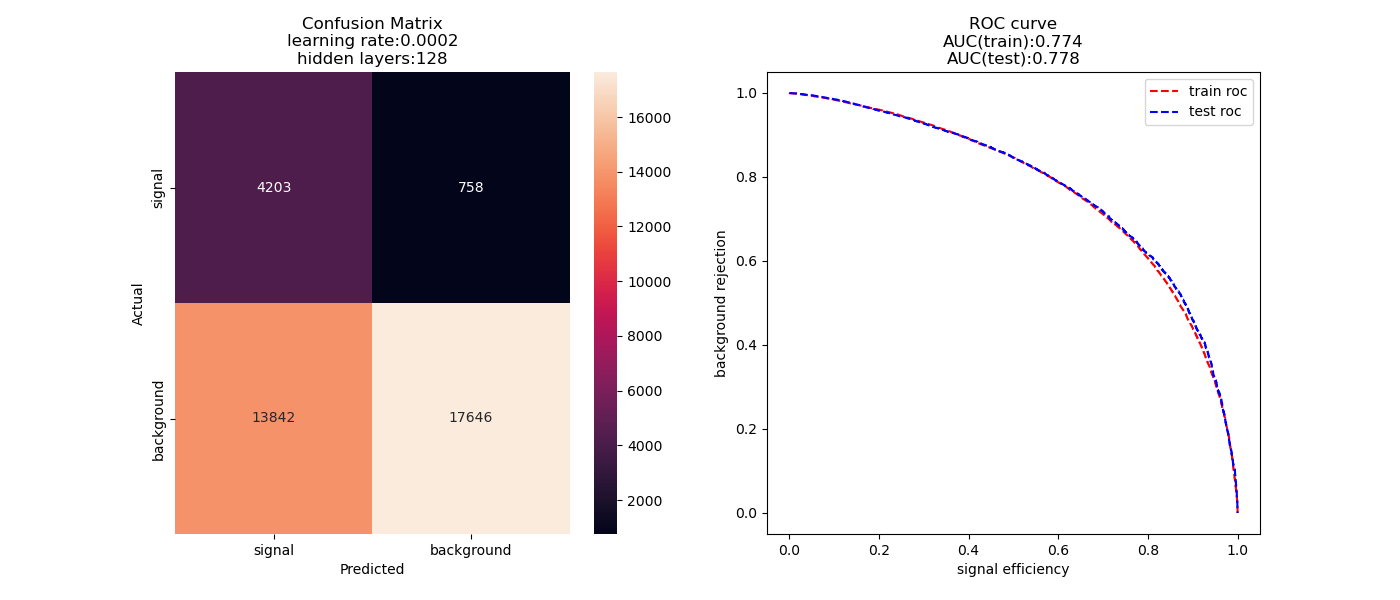 Confusion Matrix
learning rate:0.0002
hidden layers:128
signal
background
Actual
4203
758
13842
17646
signal
background
Predicted
16000
14000
12000
10000
8000
6000
4000
2000
ROC curve
AUC(train):0.774
AUC(test):0.778
train roc
test roc
background rejection
1.0
0.8
0.6
0.4
0.2
0.0
0.0
0.2
0.4
0.6
0.8
1.0
signal efficiency